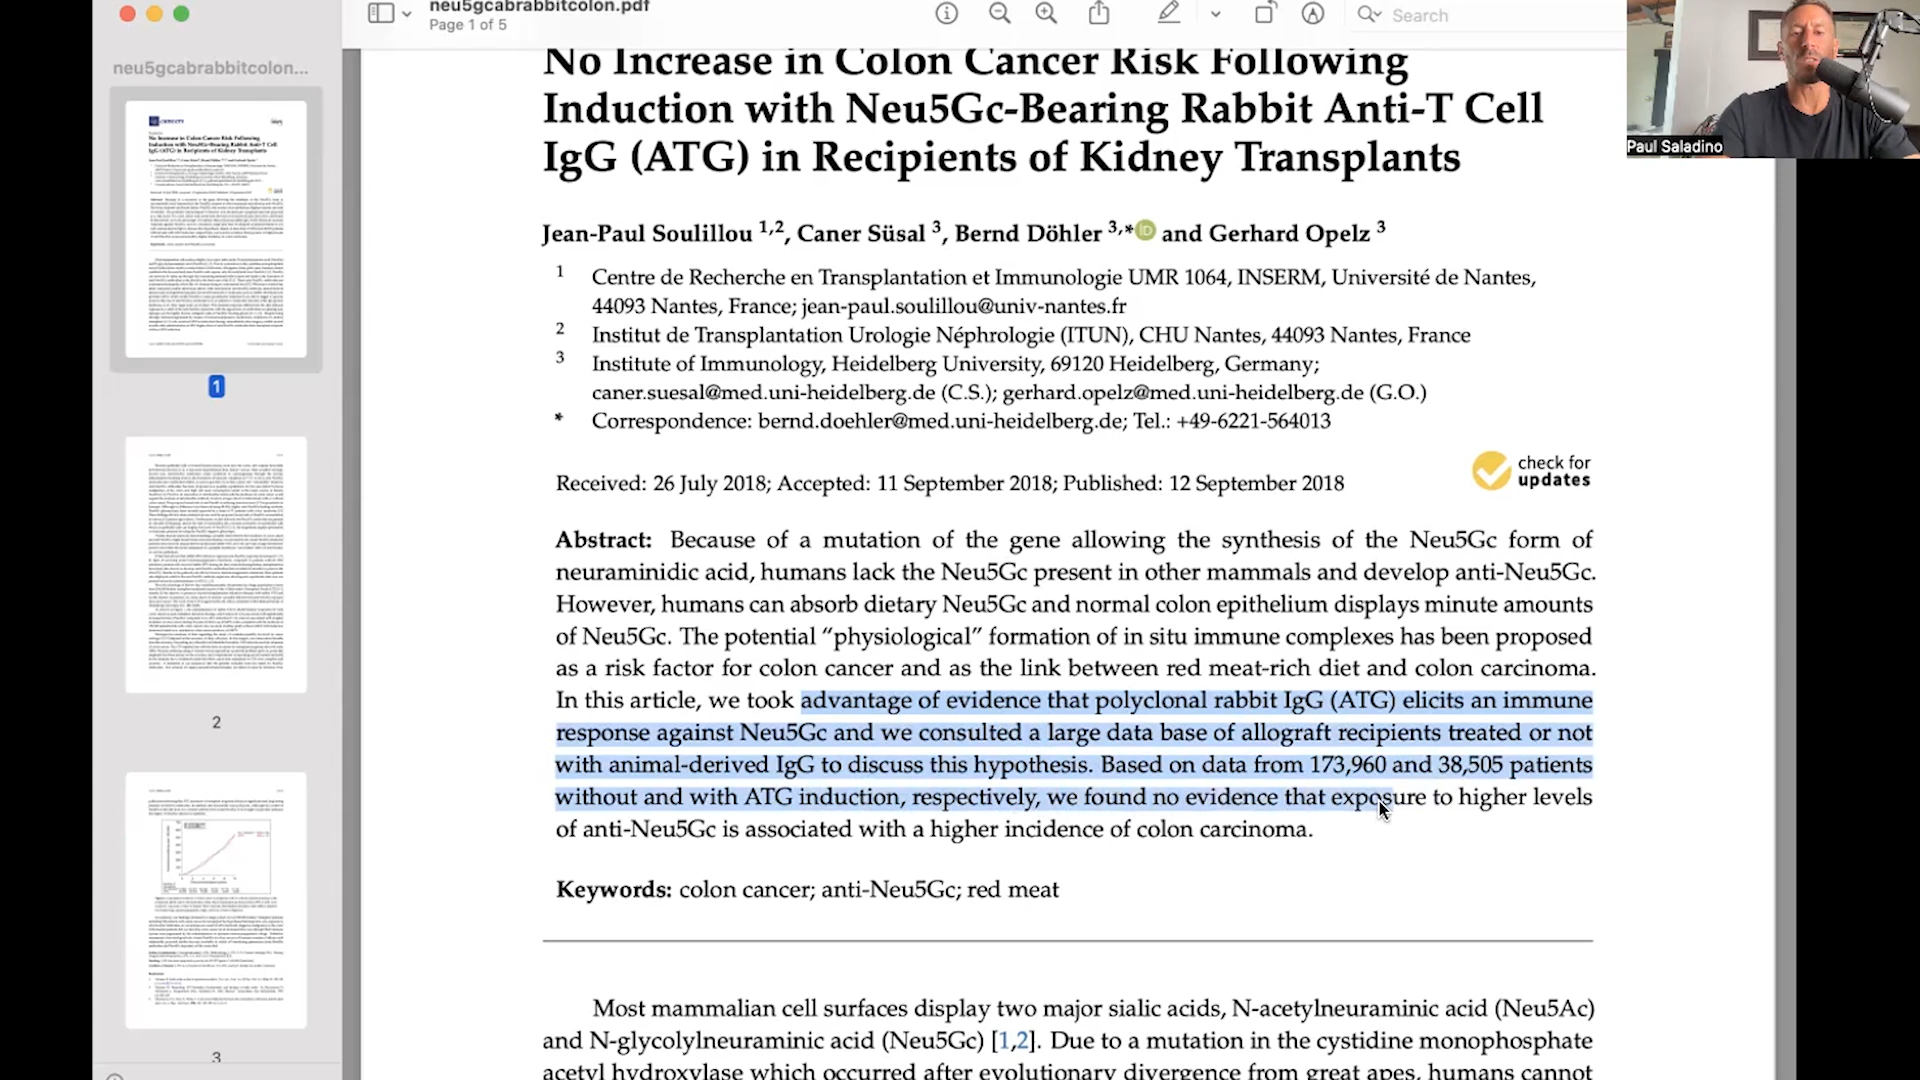 neu5gcabrabbitcolon.pdf
Page 1 of 5
Search
neu5gcabrabbitcolon...
Paul Saladino
No Increase in Colon Cancer Risk Following
Induction with Neu5Gc-Bearing Rabbit Anti-T Cell
IgG (ATG) in Recipients of Kidney Transplants
Jean-Paul Soulillou 1,2, Caner Süsal 3, Bernd Döhler 3,* and Gerhard Opelz 3
1 Centre de Recherche en Transplantation et Immunologie UMR 1064, INSERM, Université de Nantes,
44093 Nantes, France; jean-paul.soulillou@univ-nantes.fr
2 Institut de Transplantation Urologie Néphrologie (ITUN), CHU Nantes, 44093 Nantes, France
3 Institute of Immunology, Heidelberg University, 69120 Heidelberg, Germany;
caner.suesal@med.uni-heidelberg.de (C.S.); gerhard.opelz@med.uni-heidelberg.de (G.O.)
* Correspondence: bernd.doehler@med.uni-heidelberg.de; Tel.: +49-6221-564013
check for
updates
Received: 26 July 2018; Accepted: 11 September 2018; Published: 12 September 2018
Abstract: Because of a mutation of the gene allowing the synthesis of the Neu5Gc form of
neuraminidic acid, humans lack the Neu5Gc present in other mammals and develop anti-Neu5Gc.
However, humans can absorb dietary Neu5Gc and normal colon epithelium displays minute amounts
of Neu5Gc. The potential “physiological” formation of in situ immune complexes has been proposed
as a risk factor for colon cancer and as the link between red meat-rich diet and colon carcinoma.
In this article, we took advantage of evidence that polyclonal rabbit IgG (ATG) elicits an immune
response against Neu5Gc and we consulted a large data base of allograft recipients treated or not
with animal-derived IgG to discuss this hypothesis. Based on data from 173,960 and 38,505 patients
without and with ATG induction, respectively, we found no evidence that exposure to higher levels
of anti-Neu5Gc is associated with a higher incidence of colon carcinoma.
Keywords: colon cancer; anti-Neu5Gc; red meat
Most mammalian cell surfaces display two major sialic acids, N-acetylneuraminic acid (Neu5Ac)
and N-glycolylneuraminic acid (Neu5Gc) [1,2]. Due to a mutation in the cystidine monophosphate
acetyl hydroxylase which occurred after evolutionary divergence from great apes, humans cannot
1
2
3